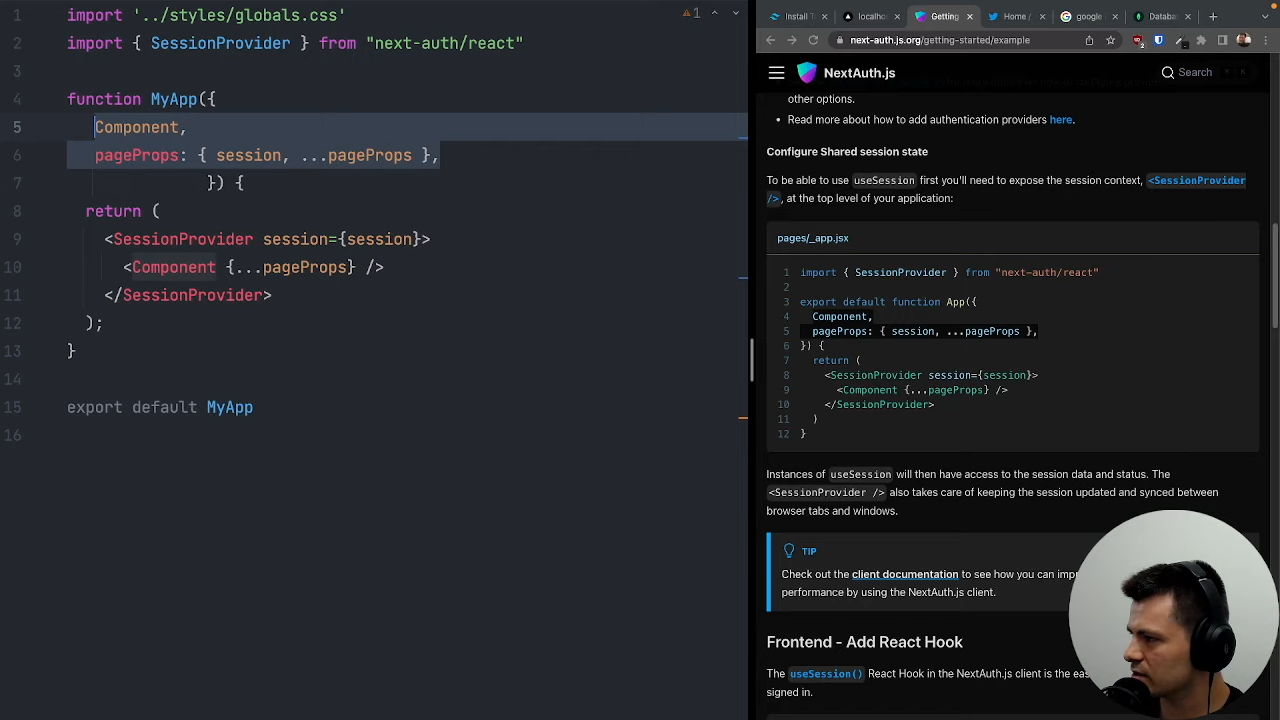 1 import '../styles/globals.css'
2 import { SessionProvider } from "next-auth/react"
3
4 function MyApp({
5 Component,
6 pageProps: { session, ...pageProps },
7 }) {
8 return (
9 <SessionProvider session={session}>
10 <Component {...pageProps} />
11 </SessionProvider>
12 );
13 }
14
15 export default MyApp
16
1
Install T
localho
Getting
Home /
google
Databa
next-auth.js.org/getting-started/example
NextAuth.js
Search
K
other options.
Read more about how to add authentication providers here.
Configure Shared session state
To be able to use useSession first you'll need to expose the session context, <SessionProvider
/>, at the top level of your application:
pages/_app.jsx
1 import { SessionProvider } from "next-auth/react"
2
3 export default function App({
4 Component,
5 pageProps: { session, ...pageProps },
6 }) {
7 return (
8 <SessionProvider session={session}>
9 <Component {...pageProps} />
10 </SessionProvider>
11 )
12 }
Instances of useSession will then have access to the session data and status. The
<SessionProvider /> also takes care of keeping the session updated and synced between
browser tabs and windows.
TIP
Check out the client documentation to see how you can imp
performance by using the NextAuth.js client.
Frontend - Add React Hook
The useSession() React Hook in the NextAuth.js client is the eas
signed in.